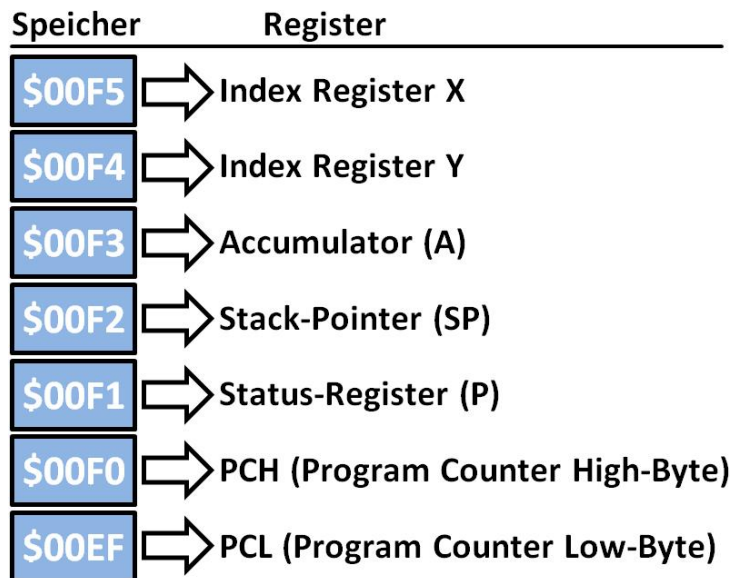 Speicher Register
$00F5 Index Register X
$00F4 Index Register Y
$00F3 Accumulator (A)
$00F2 Stack-Pointer (SP)
$00F1 Status-Register (P)
$00F0 PCH (Program Counter High-Byte)
$00EF PCL (Program Counter Low-Byte)